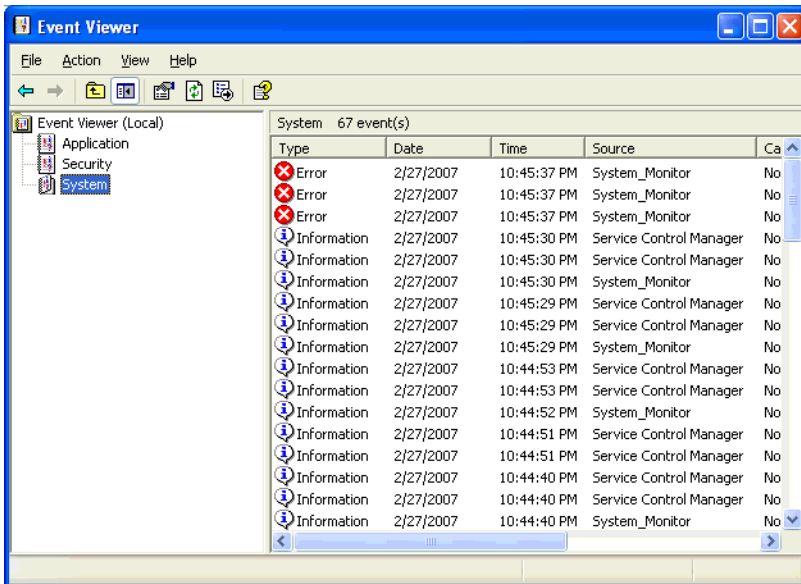 Event Viewer
File Action View Help
Event Viewer (Local)
Application
Security
System
System 67 event(s)
Type Date Time Source Ca
Error 2/27/2007 10:45:37 PM System_Monitor No
Error 2/27/2007 10:45:37 PM System_Monitor No
Error 2/27/2007 10:45:37 PM System_Monitor No
Information 2/27/2007 10:45:30 PM Service Control Manager No
Information 2/27/2007 10:45:30 PM Service Control Manager No
Information 2/27/2007 10:45:30 PM System_Monitor No
Information 2/27/2007 10:45:29 PM Service Control Manager No
Information 2/27/2007 10:45:29 PM Service Control Manager No
Information 2/27/2007 10:45:29 PM System_Monitor No
Information 2/27/2007 10:44:53 PM Service Control Manager No
Information 2/27/2007 10:44:53 PM Service Control Manager No
Information 2/27/2007 10:44:52 PM System_Monitor No
Information 2/27/2007 10:44:51 PM Service Control Manager No
Information 2/27/2007 10:44:51 PM Service Control Manager No
Information 2/27/2007 10:44:40 PM Service Control Manager No
Information 2/27/2007 10:44:40 PM Service Control Manager No
Information 2/27/2007 10:44:40 PM System_Monitor No